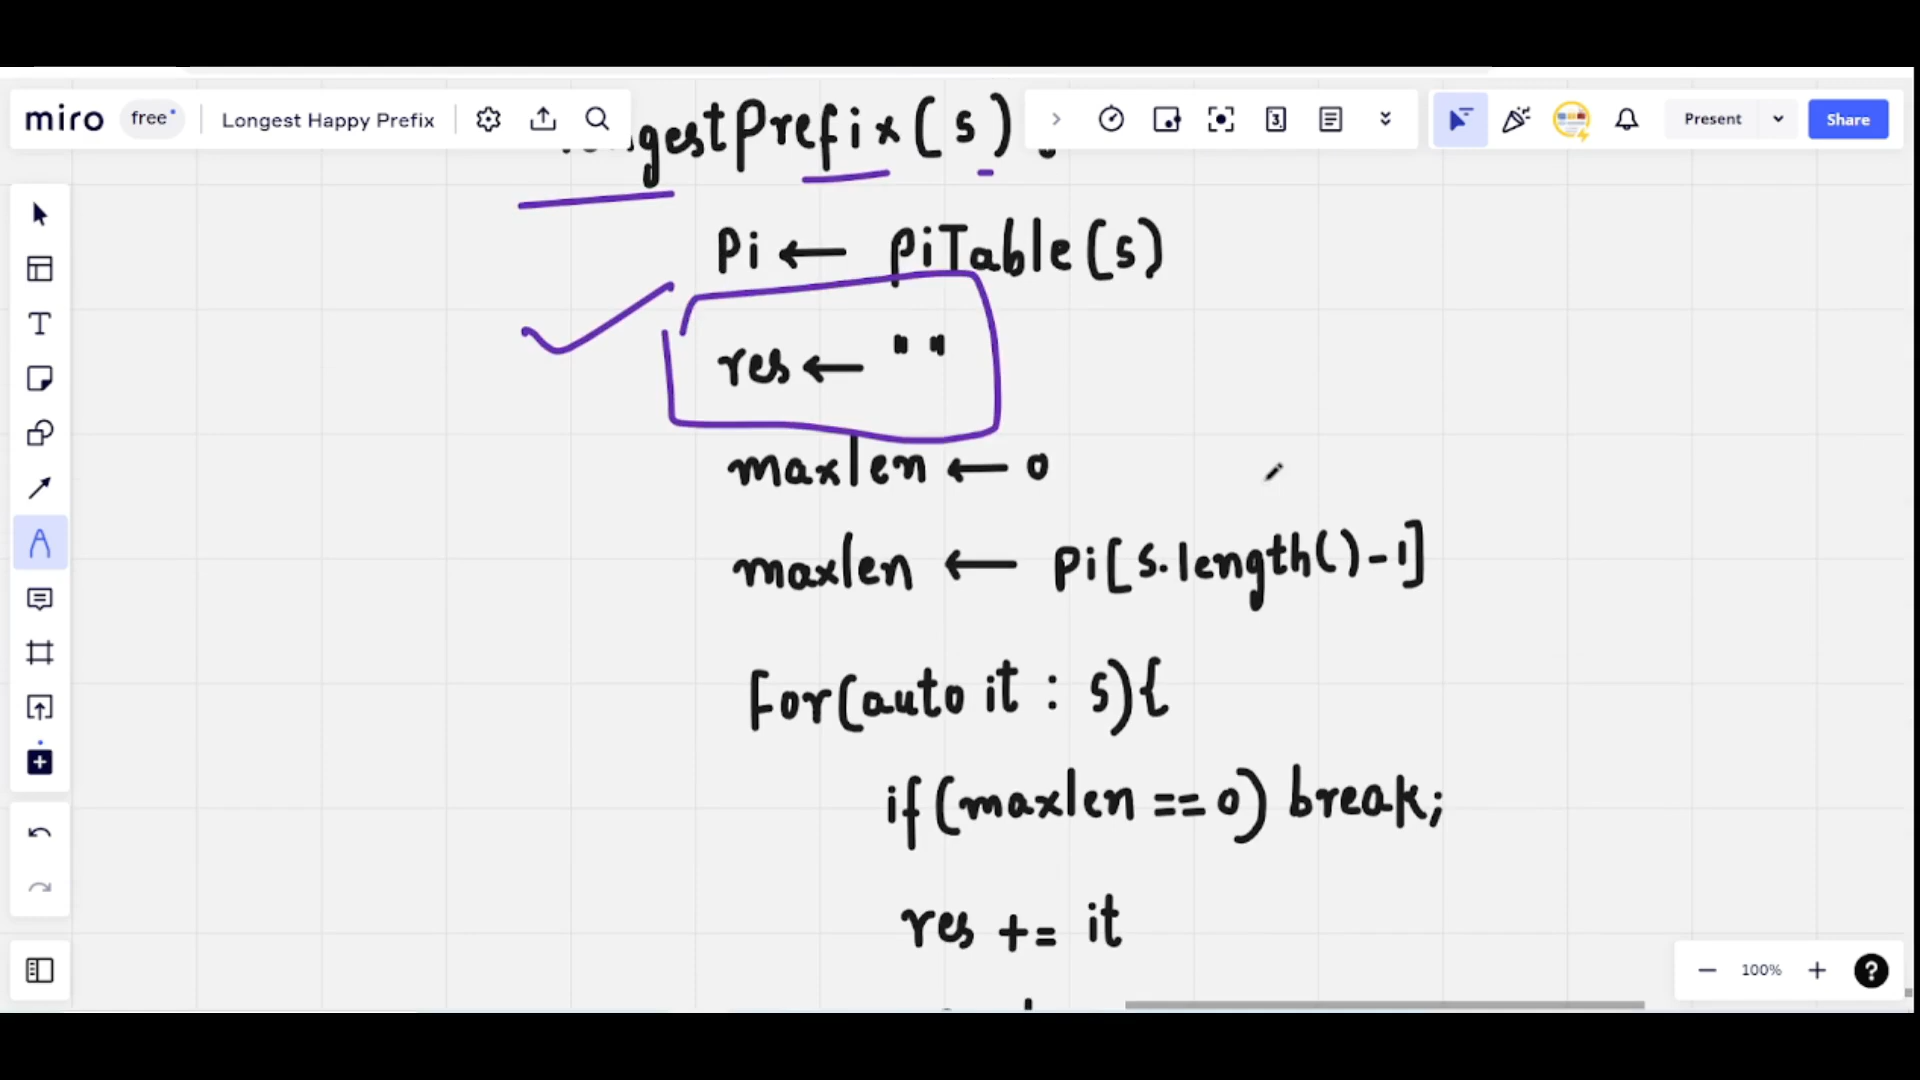 miro free Longest Happy Prefix
Present Share
longestPrefix(s)
Pi ← piTable(s)
res ← " "
maxlen ← 0
maxlen ← Pi[s.length()-1]
For(auto it : s){
if(maxlen == 0) break;
res += it
100%